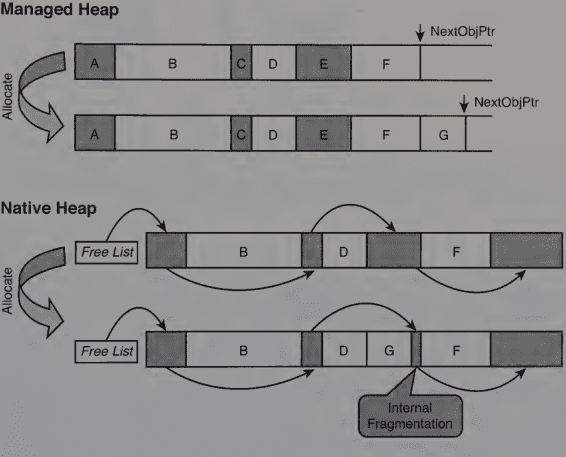 Managed Heap
NextObjPtr
A B C D E F
Allocate
NextObjPtr
A B C D E F G
Native Heap
Free List B D F
Allocate
Free List B D G F
Internal
Fragmentation